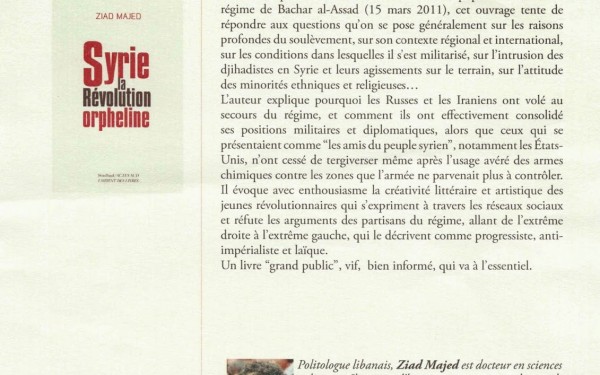 ZIAD MAJED
Syrie
la
Révolution
orpheline
régime de Bachar al-Assad (15 mars 2011), cet ouvrage tente de
répondre aux questions qu'on se pose généralement sur les raisons
profondes du soulèvement, sur son contexte régional et international,
sur les conditions dans lesquelles il s'est militarisé, sur l'intrusion des
djihadistes en Syrie et leurs agissements sur le terrain, sur l'attitude
des minorités ethniques et religieuses…
L'auteur explique pourquoi les Russes et les Iraniens ont volé au
secours du régime, et comment ils ont effectivement consolidé
ses positions militaires et diplomatiques, alors que ceux qui se
présentaient comme “les amis du peuple syrien”, notamment les États-
Unis, n'ont cessé de tergiverser même après l'usage avéré des armes
chimiques contre les zones que l'armée ne parvenait plus à contrôler.
Il évoque avec enthousiasme la créativité littéraire et artistique des
jeunes révolutionnaires qui s'expriment à travers les réseaux sociaux
et réfute les arguments des partisans du régime, allant de l'extrême
droite à l'extrême gauche, qui le décrivent comme progressiste, anti-
impérialiste et laïque.
Un livre “grand public”, vif, bien informé, qui va à l'essentiel.
Politologue libanais, Ziad Majed est docteur en sciences